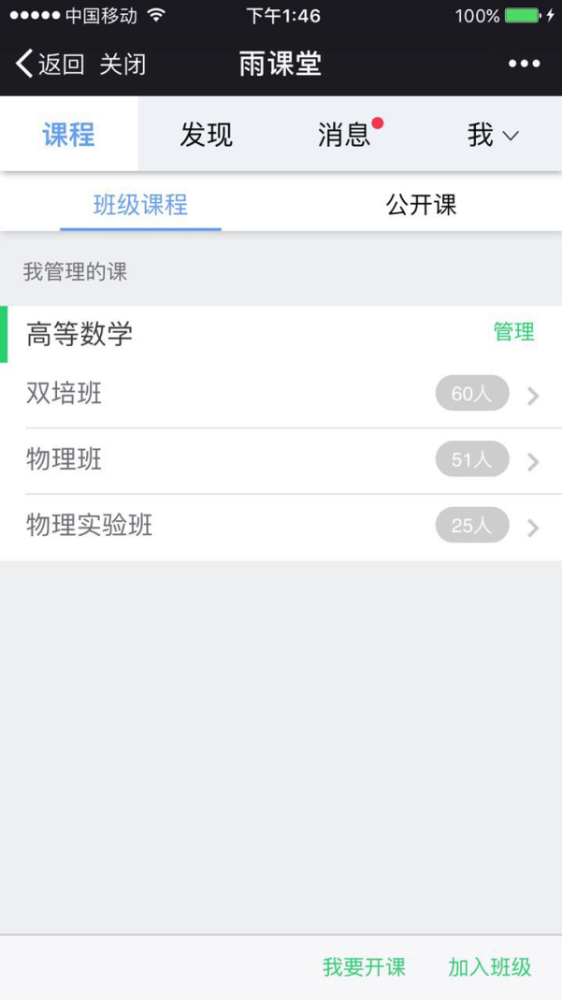 中国移动 下午1:46 100%
返回 关闭 雨课堂
课程 发现 消息 我
班级课程 公开课
我管理的课
高等数学 管理
双培班 60人
物理班 51人
物理实验班 25人
我要开课 加入班级